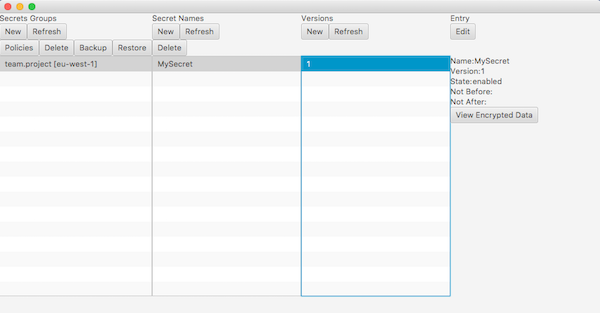 Secrets Groups
New Refresh
Policies Delete Backup Restore
team.project [eu-west-1]
Secret Names
New Refresh
Delete
MySecret
Versions
New Refresh
1
Entry
Edit
Name:MySecret
Version:1
State:enabled
Not Before:
Not After:
View Encrypted Data